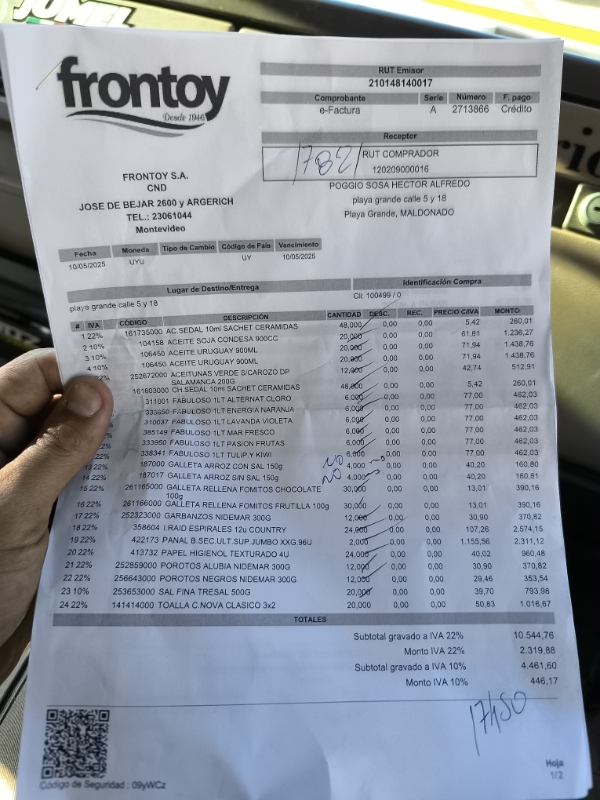 JUMEL
frontoy
Desde 1946
RUT Emisor
210148140017
Comprobante Serie Número F. pago
e-Factura A 2713866 Crédito
Receptor
1782 RUT COMPRADOR
120209000016
FRONTOY S.A.
CND
JOSE DE BEJAR 2600 y ARGERICH
TEL.: 23061044
Montevideo
POGGIO SOSA HECTOR ALFREDO
playa grande calle 5 y 18
Playa Grande, MALDONADO
Fecha Moneda Tipo de Cambio Código de País Vencimiento
10/05/2025 UYU UY 10/05/2025
Lugar de Destino/Entrega Identificación Compra
playa grande calle 5 y 18 Cli: 100499 / 0
# IVA CÓDIGO DESCRIPCIÓN CANTIDAD DESC. REC. PRECIO C/IVA MONTO
1 22% 161735000 AC.SEDAL 10ml SACHET CERAMIDAS 48,000 0,00 0,00 5,42 260,01
2 10% 104158 ACEITE SOJA CONDESA 900CC 20,000 0,00 0,00 61,81 1.236,27
3 10% 106450 ACEITE URUGUAY 900ML 20,000 0,00 0,00 71,94 1.438,76
4 10% 106450 ACEITE URUGUAY 900ML 20,000 0,00 0,00 71,94 1.438,76
252672000 ACEITUNAS VERDE S/CAROZO DP 12,000 0,00 0,00 42,74 512,91
SALAMANCA 200G
161603000 CH.SEDAL 10ml SACHET CERAMIDAS 48,000 0,00 0,00 5,42 260,01
311001 FABULOSO 1LT ALTERNAT CLORO 6,000 0,00 0,00 77,00 462,03
333850 FABULOSO 1LT ENERGIA NARANJA 6,000 0,00 0,00 77,00 462,03
310637 FABULOSO 1LT LAVANDA VIOLETA 6,000 0,00 0,00 77,00 462,03
385149 FABULOSO 1LT MAR FRESCO 6,000 0,00 0,00 77,00 462,03
333950 FABULOSO 1LT PASION FRUTAS 6,000 0,00 0,00 77,00 462,03
22% 338341 FABULOSO 1LT TULIP.Y KIWI 6,000 0,00 0,00 77,00 462,03
13 22% 187000 GALLETA ARROZ CON SAL 150g NO 4,000 0,00 0,00 40,20 160,80
14 22% 187017 GALLETA ARROZ SIN SAL 150g NO 4,000 0,00 0,00 40,20 160,81
15 22% 261165000 GALLETA RELLENA FOMITOS CHOCOLATE 30,000 0,00 0,00 13,01 390,16
100g
16 22% 261166000 GALLETA RELLENA FOMITOS FRUTILLA 100g 30,000 0,00 0,00 13,01 390,16
17 22% 252323000 GARBANZOS NIDEMAR 300G 12,000 0,00 0,00 30,90 370,82
18 22% 358604 I.RAID ESPIRALES 12u COUNTRY 24,000 0,00 0,00 107,26 2.574,15
19 22% 422173 PANAL B.SEC.ULT.SUP.JUMBO XXG.96U 2,000 0,00 0,00 1.155,56 2.311,12
20 22% 413732 PAPEL HIGIENOL TEXTURADO 4U 24,000 0,00 0,00 40,02 960,48
21 22% 252859000 POROTOS ALUBIA NIDEMAR 300G 12,000 0,00 0,00 30,90 370,82
22 22% 256643000 POROTOS NEGROS NIDEMAR 300G 12,000 0,00 0,00 29,46 353,54
23 10% 253653000 SAL FINA TRESAL 500G 20,000 0,00 0,00 39,70 793,98
24 22% 141414000 TOALLA C.NOVA CLASICO 3x2 20,000 0,00 0,00 50,83 1.016,67
TOTALES
Subtotal gravado a IVA 22% 10.544,76
Monto IVA 22% 2.319,88
Subtotal gravado a IVA 10% 4.461,60
Monto IVA 10% 446,17
17450
Código de Seguridad : 09yWCz
Hoja
1/2